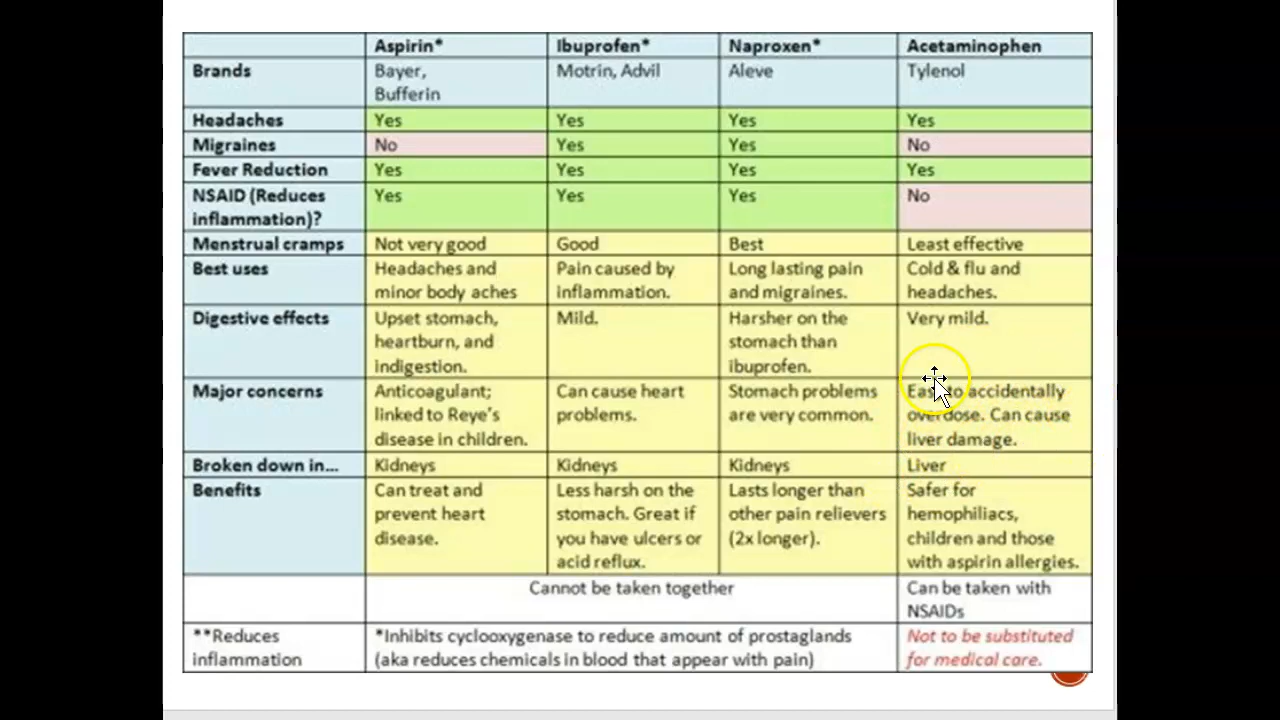 Aspirin* Ibuprofen* Naproxen* Acetaminophen
Brands Bayer, Motrin, Advil Aleve Tylenol
Bufferin
Headaches Yes Yes Yes Yes
Migraines No Yes Yes No
Fever Reduction Yes Yes Yes Yes
NSAID (Reduces Yes Yes Yes No
inflammation)?
Menstrual cramps Not very good Good Best Least effective
Best uses Headaches and Pain caused by Long lasting pain Cold & flu and
minor body aches inflammation. and migraines. headaches.
Digestive effects Upset stomach, Mild. Harsher on the Very mild.
heartburn, and stomach than
indigestion. ibuprofen.
Major concerns Anticoagulant; Can cause heart Stomach problems Easy to accidentally
linked to Reye's problems. are very common. overdose. Can cause
disease in children. liver damage.
Broken down in... Kidneys Kidneys Kidneys Liver
Benefits Can treat and Less harsh on the Lasts longer than Safer for
prevent heart stomach. Great if other pain relievers hemophiliacs,
disease. you have ulcers or (2x longer). children and those
acid reflux. with aspirin allergies.
Cannot be taken together Can be taken with
NSAIDs
**Reduces *Inhibits cyclooxygenase to reduce amount of prostaglands Not to be substituted
inflammation (aka reduces chemicals in blood that appear with pain) for medical care.